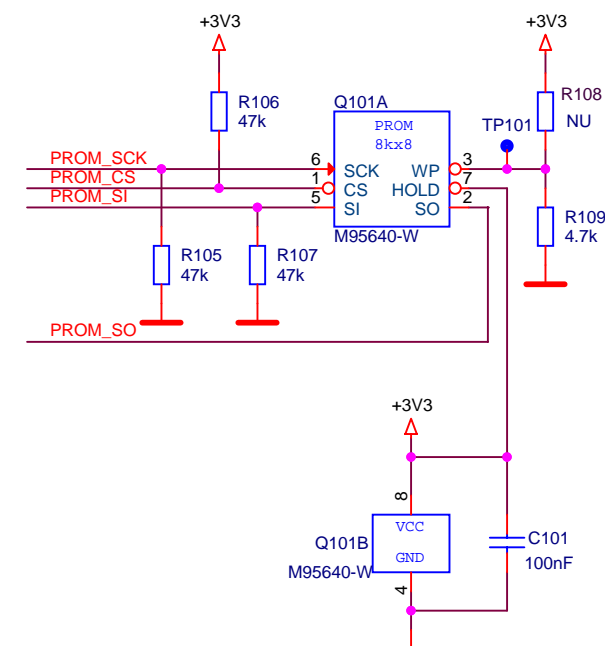 +3V3
+3V3
R106
47k
Q101A
PROM
8kx8
TP101
R108
NU
PROM_SCK
6
SCK
WP
3
PROM_CS
1
CS
HOLD
7
PROM_SI
5
SI
SO
2
M95640-W
R109
4.7k
R105
47k
R107
47k
PROM_SO
+3V3
8
VCC
Q101B
GND
M95640-W
4
C101
100nF